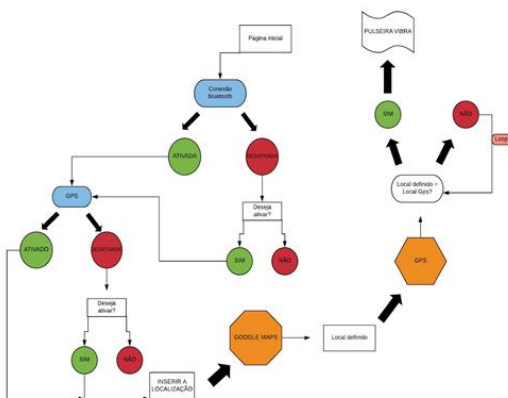 Página inicial
PULSEIRA VIBRA
Conexão
bluetooth
SIM
NÃO
ATIVADA
DESATIVADA
Local definido =
Local Gps?
GPS
Deseja
ativar?
ATIVADO
DESATIVADO
SIM
NÃO
GPS
Deseja
ativar?
GOOGLE MAPS
Local definido
SIM
NÃO
INSERIR A
LOCALIZAÇÃO